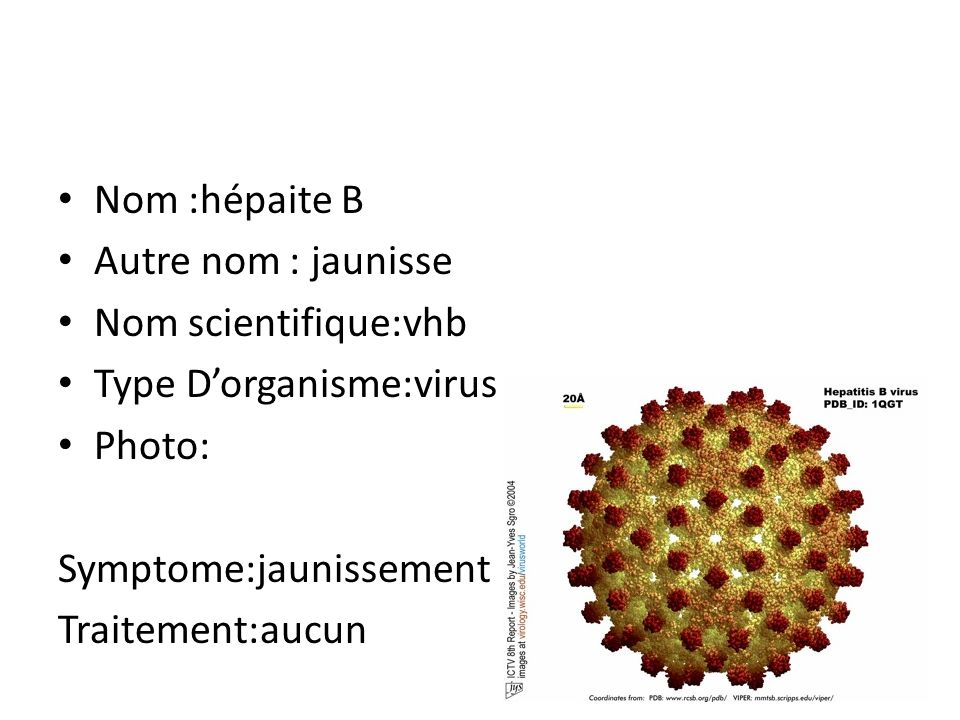 • Nom :hépaite B
• Autre nom : jaunisse
• Nom scientifique:vhb
• Type D’organisme:virus
• Photo:
Symptome:jaunissement
Traitement:aucun
20Å
Hepatitis B virus
PDB_ID: 1QGT
ICTV 8th Report - Images by Jean-Yves Sgro ©2004
images at virology.wisc.edu/virusworld
jys
Coordinates from: PDB: www.rcsb.org/pdb/ VIPER: mmtsb.scripps.edu/viper/